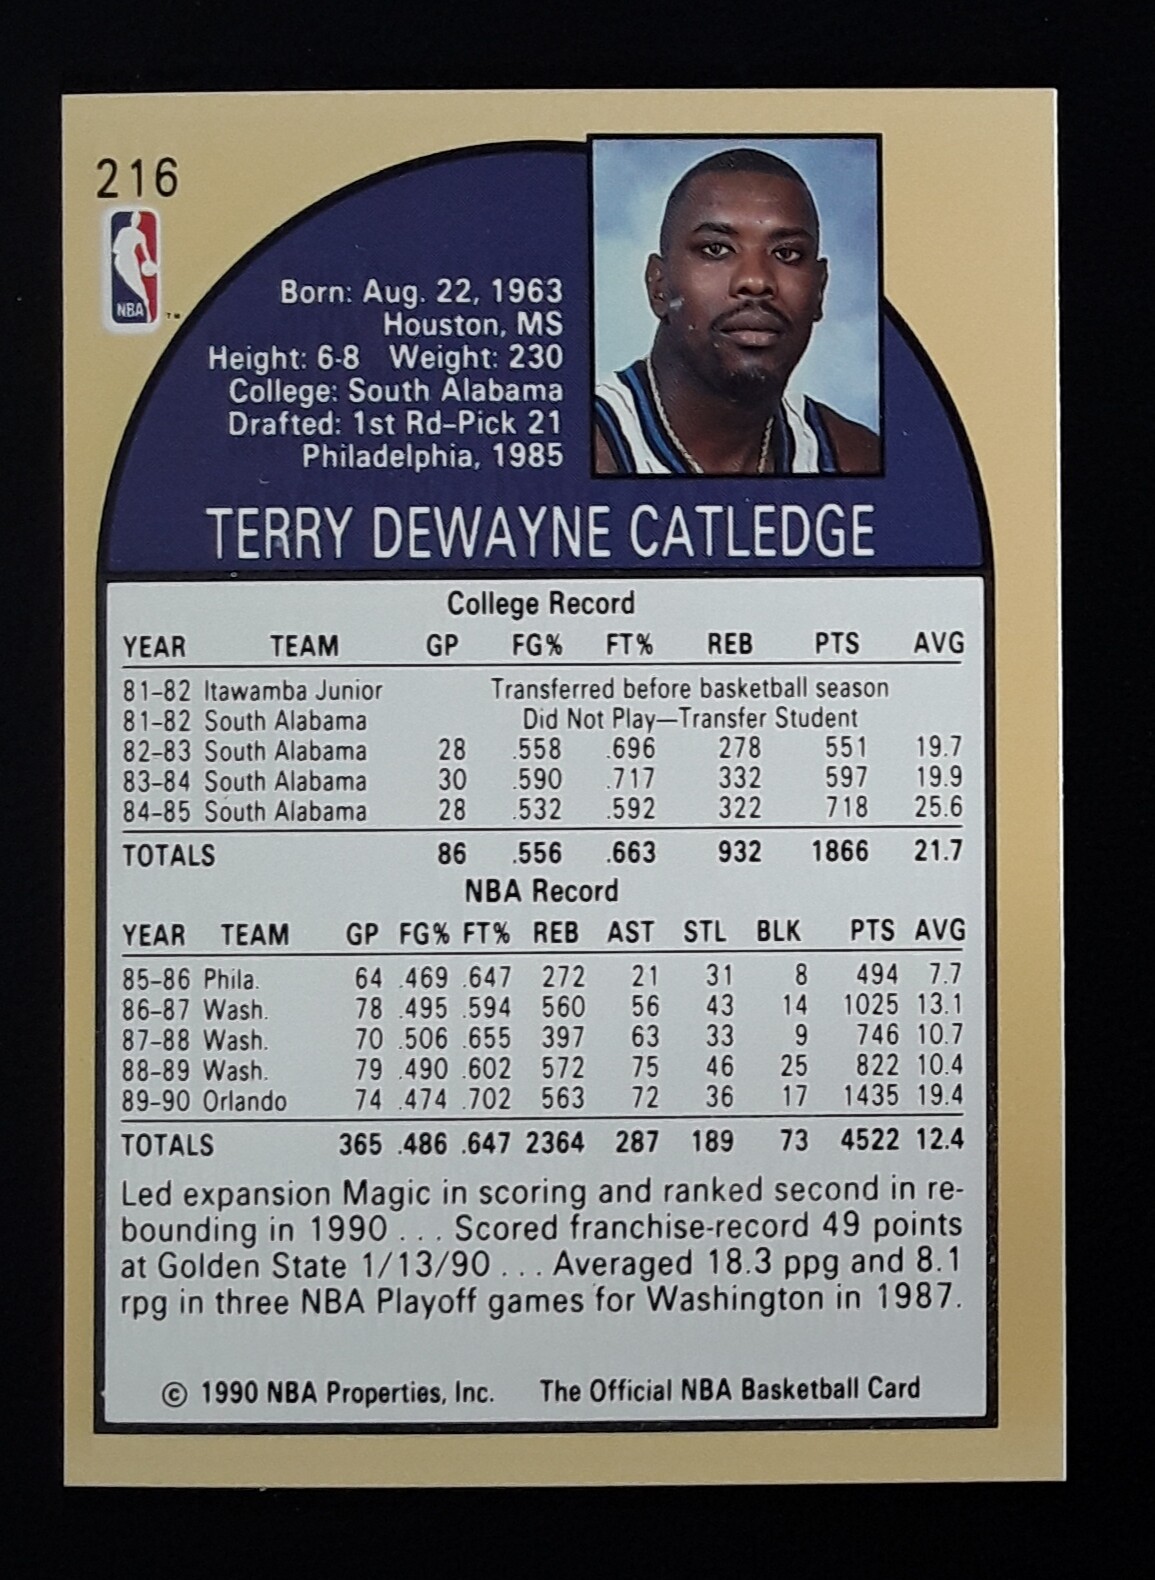 216
NBA
TM
Born: Aug. 22, 1963
Houston, MS
Height: 6-8 Weight: 230
College: South Alabama
Drafted: 1st Rd–Pick 21
Philadelphia, 1985
TERRY DEWAYNE CATLEDGE
College Record
YEAR TEAM GP FG% FT% REB PTS AVG
81–82 Itawamba Junior Transferred before basketball season
81–82 South Alabama Did Not Play—Transfer Student
82–83 South Alabama 28 .558 .696 278 551 19.7
83–84 South Alabama 30 .590 .717 332 597 19.9
84–85 South Alabama 28 .532 .592 322 718 25.6
TOTALS 86 .556 .663 932 1866 21.7
NBA Record
YEAR TEAM GP FG% FT% REB AST STL BLK PTS AVG
85–86 Phila. 64 .469 .647 272 21 31 8 494 7.7
86–87 Wash. 78 .495 .594 560 56 43 14 1025 13.1
87–88 Wash. 70 .506 .655 397 63 33 9 746 10.7
88–89 Wash. 79 .490 .602 572 75 46 25 822 10.4
89–90 Orlando 74 .474 .702 563 72 36 17 1435 19.4
TOTALS 365 .486 .647 2364 287 189 73 4522 12.4
Led expansion Magic in scoring and ranked second in re-
bounding in 1990 . . . Scored franchise-record 49 points
at Golden State 1/13/90 . . . Averaged 18.3 ppg and 8.1
rpg in three NBA Playoff games for Washington in 1987.
© 1990 NBA Properties, Inc. The Official NBA Basketball Card